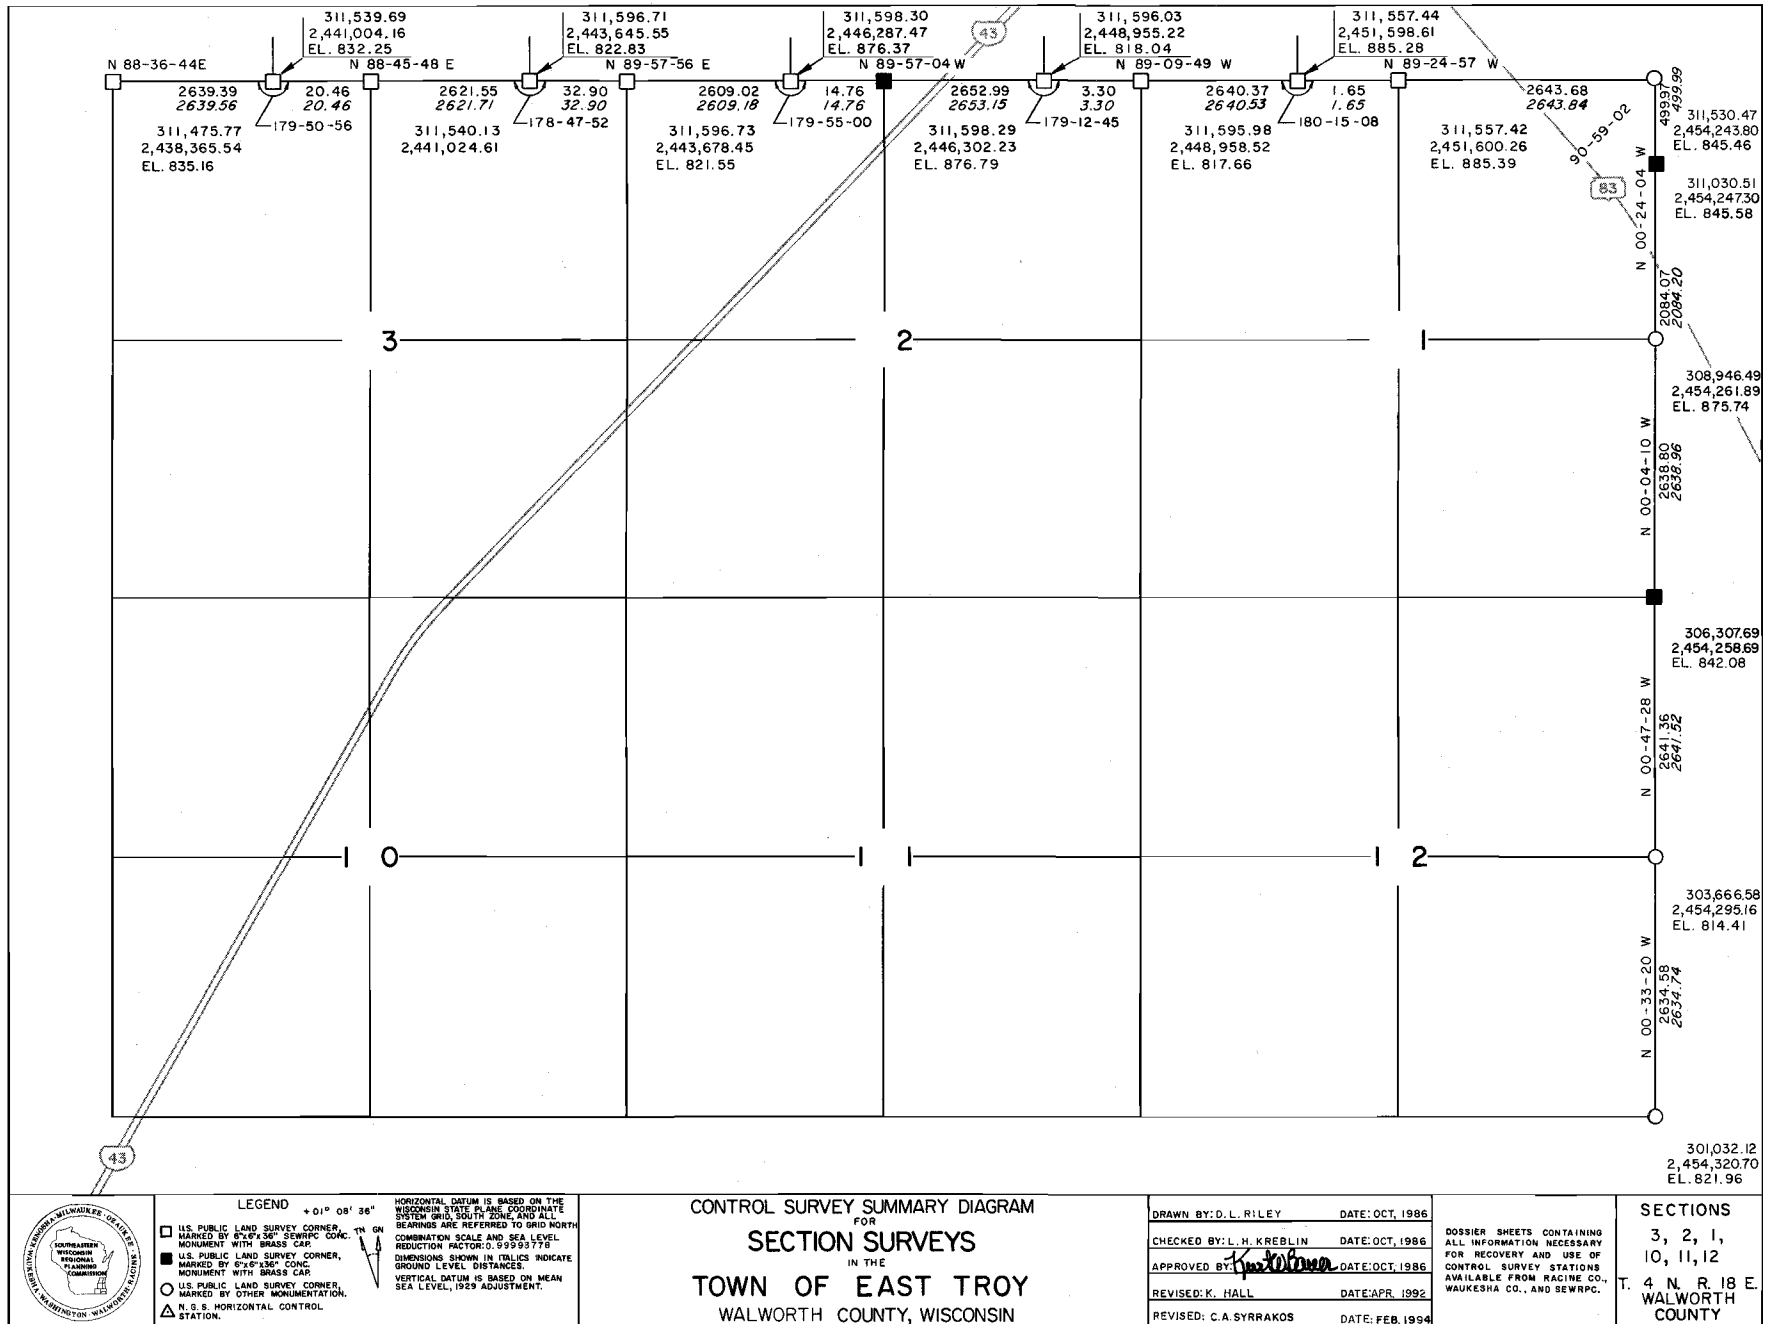 311,539.69
2,441,004.16
EL. 832.25
311,596.71
2,443,645.55
EL. 822.83
311,598.30
2,446,287.47
EL. 876.37
43
311,596.03
2,448,955.22
EL. 818.04
311,557.44
2,451,598.61
EL. 885.28
N 88-36-44E
N 88-45-48 E
N 89-57-56 E
N 89-57-04 W
N 89-09-49 W
N 89-24-57 W
2639.39
2639.56
20.46
20.46
2621.55
2621.71
32.90
32.90
2609.02
2609.18
14.76
14.76
2652.99
2653.15
3.30
3.30
2640.37
2640.53
1.65
1.65
2643.68
2643.84
179-50-56
178-47-52
179-55-00
179-12-45
180-15-08
90-59-02
311,475.77
2,438,365.54
EL. 835.16
311,540.13
2,441,024.61
311,596.73
2,443,678.45
EL. 821.55
311,598.29
2,446,302.23
EL. 876.79
311,595.98
2,448,958.52
EL. 817.66
311,557.42
2,451,600.26
EL. 885.39
499.97
499.99
311,530.47
2,454,243.80
EL. 845.46
83
N 00-24-04 W
311,030.51
2,454,247.30
EL. 845.58
2084.07
2084.20
3
2
1
308,946.49
2,454,261.89
EL. 875.74
N 00-04-10 W
2638.80
2638.96
306,307.69
2,454,258.69
EL. 842.08
N 00-47-28 W
2641.36
2641.52
1 0
1 1
1 2
303,666.58
2,454,295.16
EL. 814.41
N 00-33-20 W
2634.58
2634.74
43
301,032.12
2,454,320.70
EL. 821.96
SOUTHEASTERN
WISCONSIN
REGIONAL
PLANNING
COMMISSION
KENOSHA · MILWAUKEE · OZAUKEE · RACINE · WALWORTH · WASHINGTON · WAUKESHA
LEGEND
U.S. PUBLIC LAND SURVEY CORNER,
MARKED BY 6"x6"x36" SEWRPC CONC.
MONUMENT WITH BRASS CAP.
U.S. PUBLIC LAND SURVEY CORNER,
MARKED BY 6"x6"x36" CONC.
MONUMENT WITH BRASS CAP.
U.S. PUBLIC LAND SURVEY CORNER,
MARKED BY OTHER MONUMENTATION.
N. G. S. HORIZONTAL CONTROL
STATION.
+01° 08' 36"
TN GN
HORIZONTAL DATUM IS BASED ON THE
WISCONSIN STATE PLANE COORDINATE
SYSTEM GRID, SOUTH ZONE, AND ALL
BEARINGS ARE REFERRED TO GRID NORTH
COMBINATION SCALE AND SEA LEVEL
REDUCTION FACTOR: 0.99993778
DIMENSIONS SHOWN IN ITALICS INDICATE
GROUND LEVEL DISTANCES.
VERTICAL DATUM IS BASED ON MEAN
SEA LEVEL, 1929 ADJUSTMENT.
CONTROL SURVEY SUMMARY DIAGRAM
FOR
SECTION SURVEYS
IN THE
TOWN OF EAST TROY
WALWORTH COUNTY, WISCONSIN
DRAWN BY: D. L. RILEY DATE: OCT, 1986
CHECKED BY: L. H. KREBLIN DATE: OCT, 1986
APPROVED BY: DATE: OCT, 1986
REVISED: K. HALL DATE: APR. 1992
REVISED: C.A. SYRRAKOS DATE: FEB, 1994
DOSSIER SHEETS CONTAINING
ALL INFORMATION NECESSARY
FOR RECOVERY AND USE OF
CONTROL SURVEY STATIONS
AVAILABLE FROM RACINE CO.,
WAUKESHA CO., AND SEWRPC.
SECTIONS
3, 2, 1,
10, 11, 12
T. 4 N. R. 18 E.
WALWORTH
COUNTY